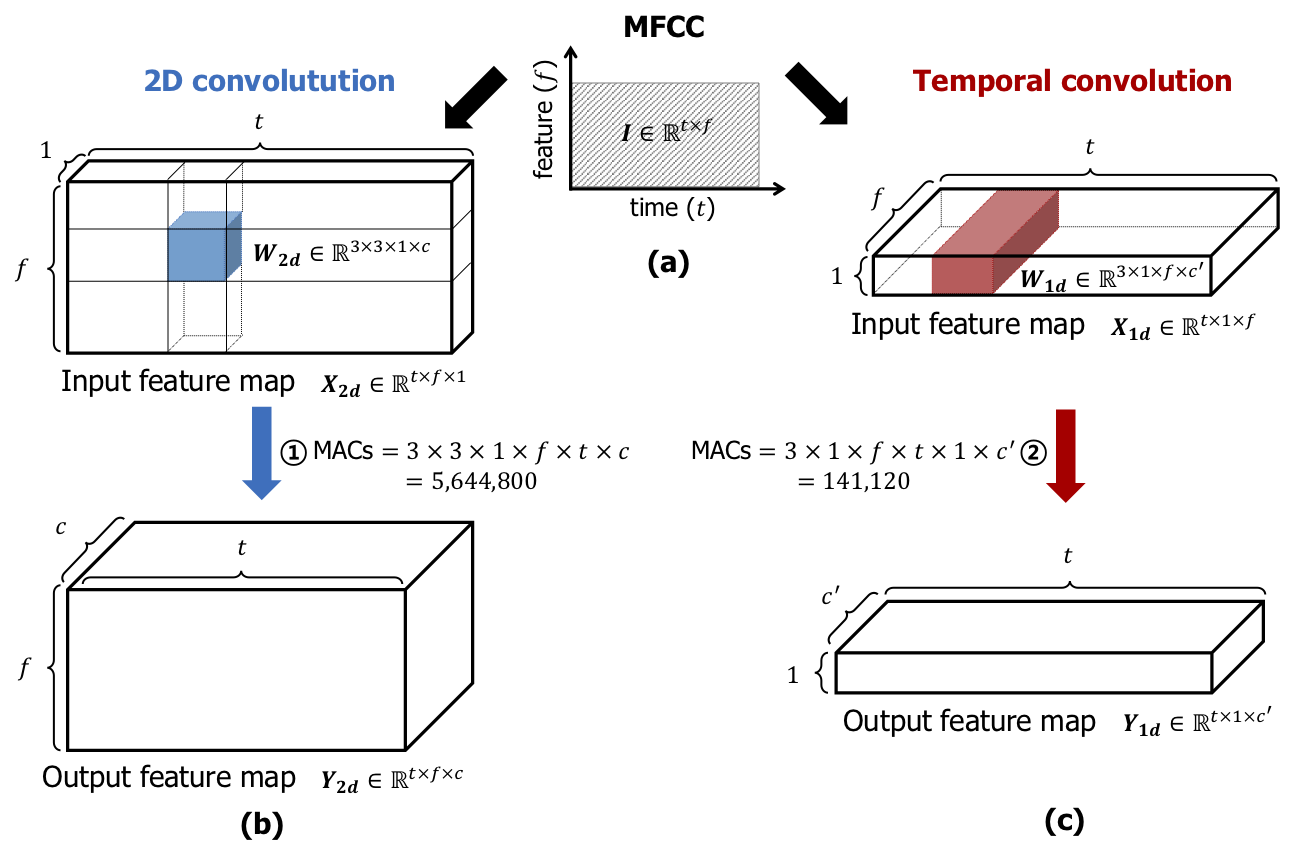 MFCC
feature (f)
I ∈ ℝ^{t×f}
time (t)
(a)
2D convolutution
t
1
f
W_{2d} ∈ ℝ^{3×3×1×c}
Input feature map X_{2d} ∈ ℝ^{t×f×1}
① MACs = 3 × 3 × 1 × f × t × c
= 5,644,800
c
t
f
Output feature map Y_{2d} ∈ ℝ^{t×f×c}
(b)
Temporal convolution
t
f
1
W_{1d} ∈ ℝ^{3×1×f×c′}
Input feature map X_{1d} ∈ ℝ^{t×1×f}
MACs = 3 × 1 × f × t × 1 × c′ ②
= 141,120
t
c′
1
Output feature map Y_{1d} ∈ ℝ^{t×1×c′}
(c)